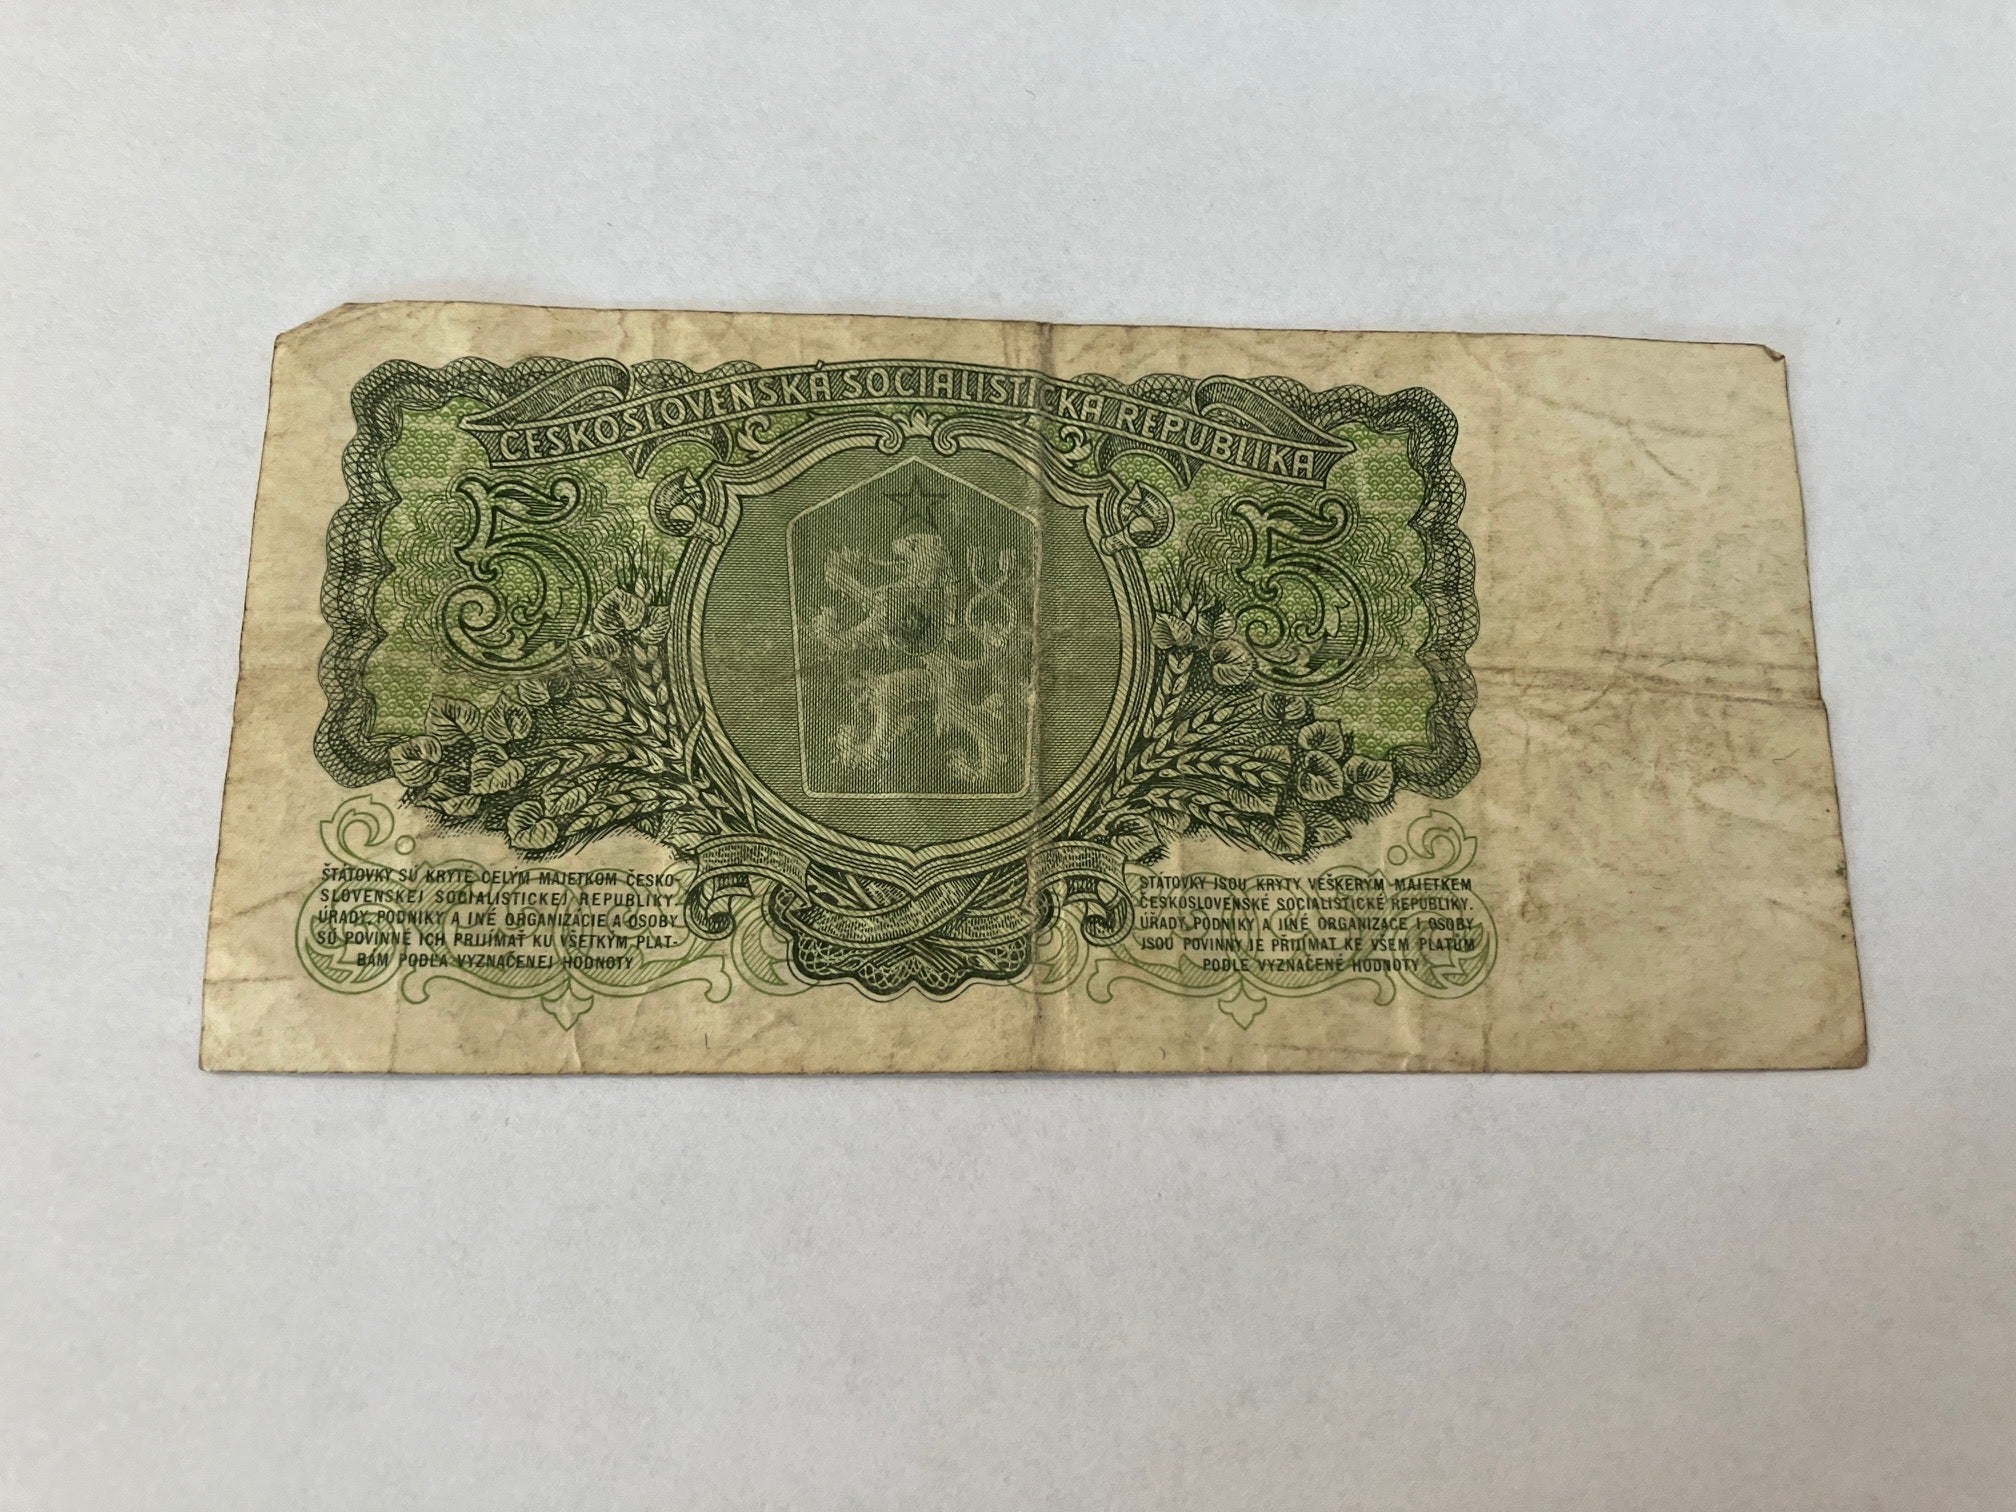 ČESKOSLOVENSKÁ SOCIALISTICKÁ REPUBLIKA
5 5
ŠTÁTOVKY SÚ KRYTÉ CELÝM MAJETKOM ČESKO-
SLOVENSKEJ SOCIALISTICKEJ REPUBLIKY.
ÚRADY, PODNIKY A INÉ ORGANIZÁCIE A OSOBY
SÚ POVINNÉ ICH PRIJÍMAŤ KU VŠETKÝM PLAT-
BÁM PODĽA VYZNAČENEJ HODNOTY
STÁTOVKY JSOU KRYTY VEŠKERÝM MAJETKEM
ČESKOSLOVENSKÉ SOCIALISTICKÉ REPUBLIKY.
ÚŘADY, PODNIKY A JINÉ ORGANIZACE I OSOBY
JSOU POVINNY JE PŘIJÍMAT KE VŠEM PLATŮM
PODLE VYZNAČENÉ HODNOTY